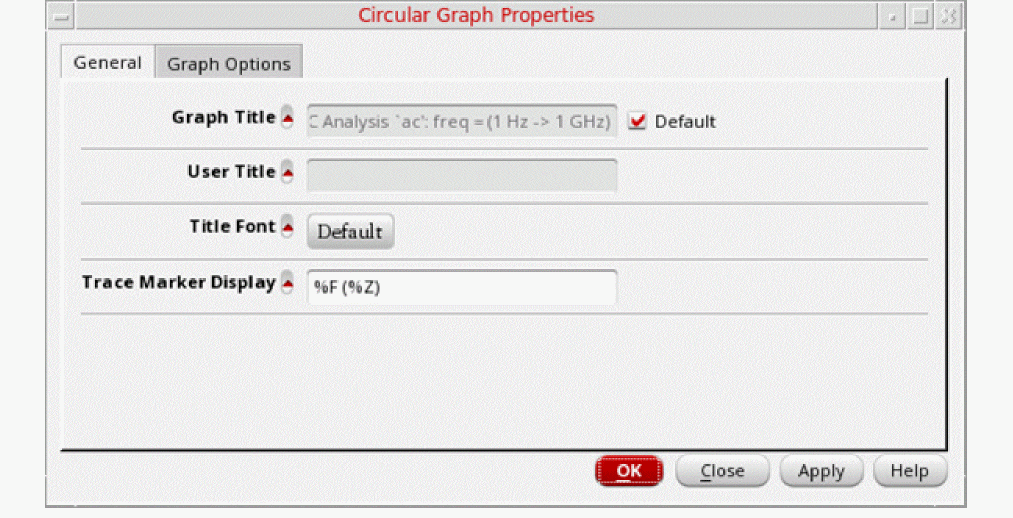 Circular Graph Properties
General Graph Options
Graph Title C Analysis `ac': freq = (1 Hz -> 1 GHz) Default
User Title
Title Font Default
Trace Marker Display %F (%Z)
OK Close Apply Help